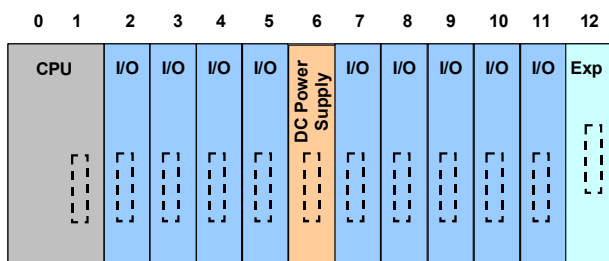 0 1 2 3 4 5 6 7 8 9 10 11 12
CPU I/O I/O I/O I/O DC Power Supply I/O I/O I/O I/O I/O Exp